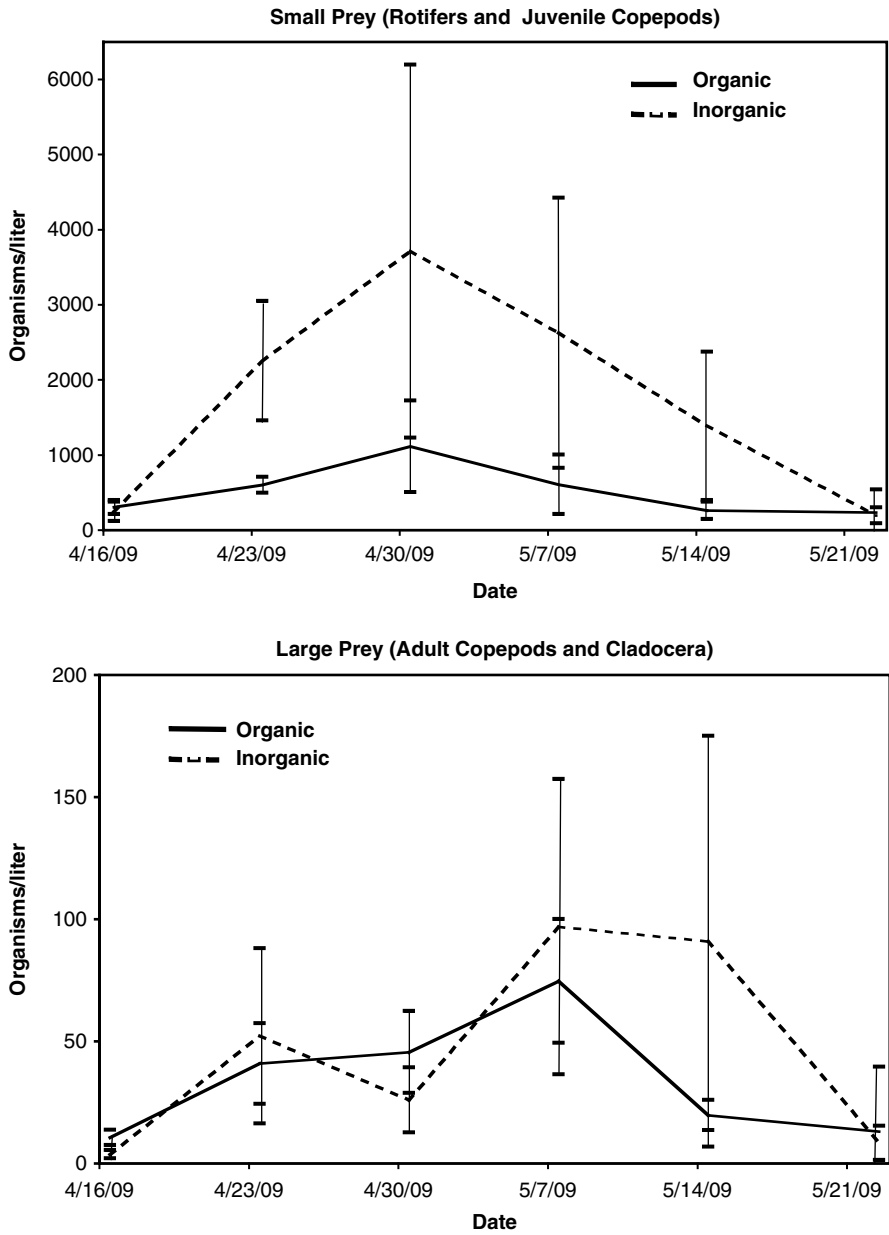 Small Prey (Rotifers and Juvenile Copepods)
6000
5000
4000
3000
2000
1000
0
Organisms/liter
Organic
Inorganic
4/16/09 4/23/09 4/30/09 5/7/09 5/14/09 5/21/09
Date
Large Prey (Adult Copepods and Cladocera)
200
150
100
50
0
Organisms/liter
Organic
Inorganic
4/16/09 4/23/09 4/30/09 5/7/09 5/14/09 5/21/09
Date